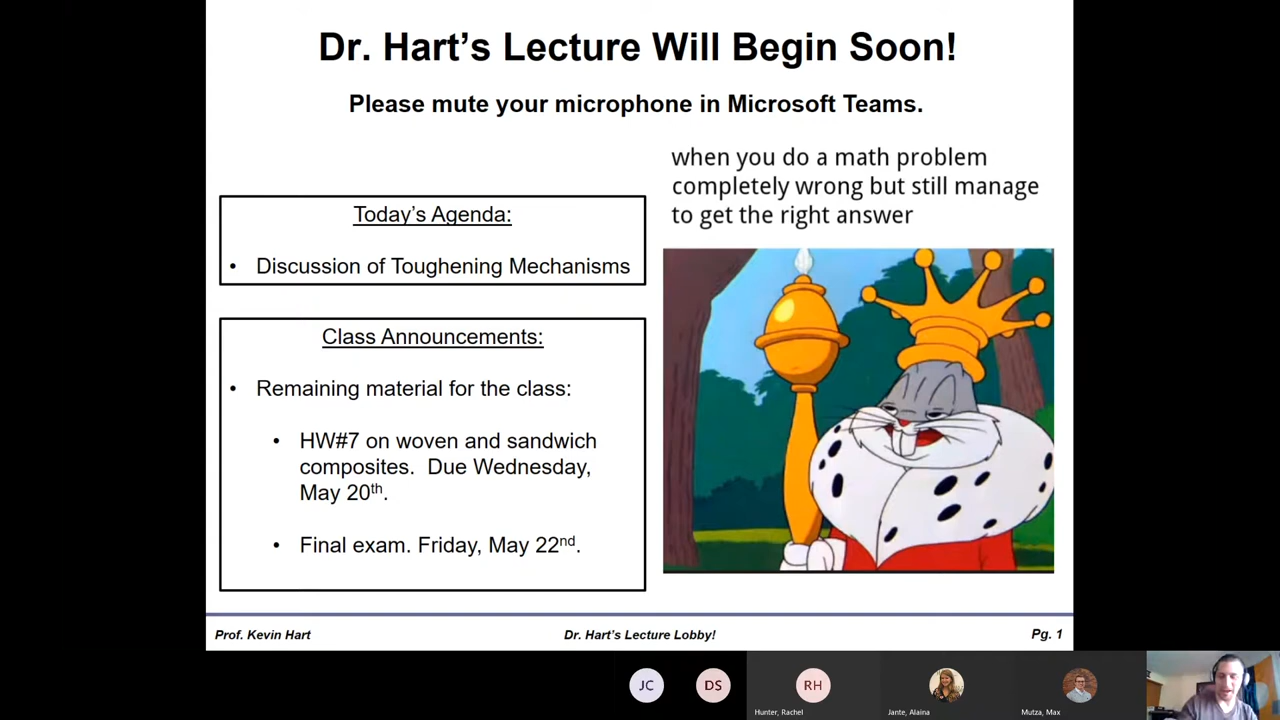 Dr. Hart’s Lecture Will Begin Soon!
Please mute your microphone in Microsoft Teams.
when you do a math problem
completely wrong but still manage
to get the right answer
Today’s Agenda:
• Discussion of Toughening Mechanisms
Class Announcements:
• Remaining material for the class:
• HW#7 on woven and sandwich
composites. Due Wednesday,
May 20th.
• Final exam. Friday, May 22nd.
Prof. Kevin Hart
Dr. Hart’s Lecture Lobby!
Pg. 1
JC
DS
RH
Hunter, Rachel
Jante, Alaina
Mutza, Max